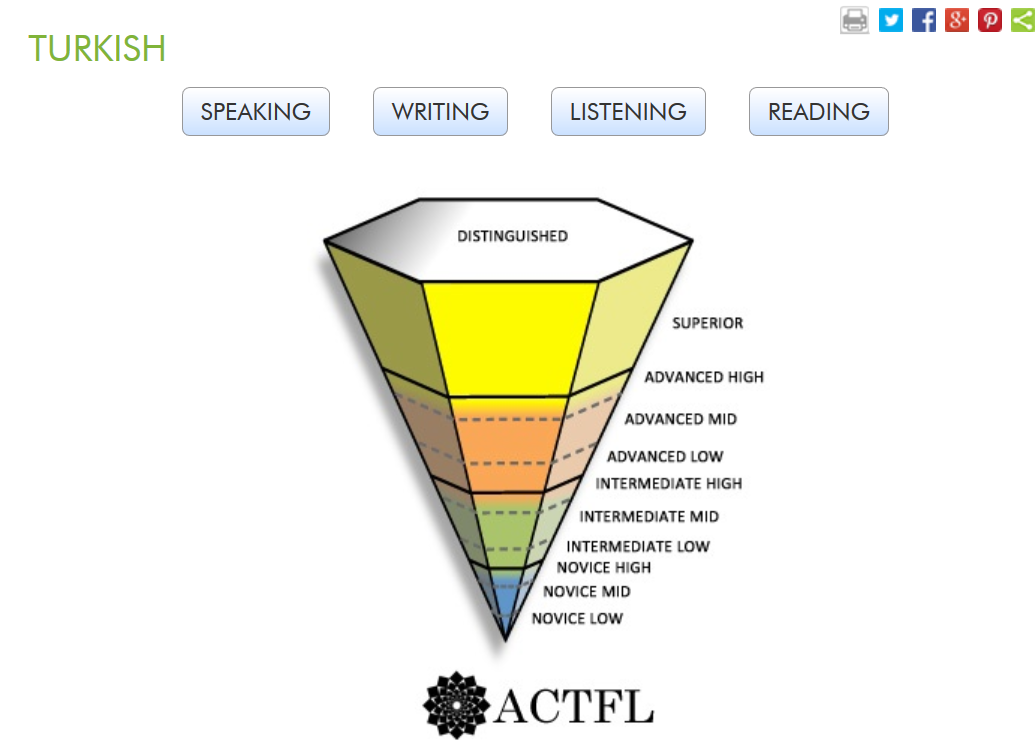 TURKISH
SPEAKING
WRITING
LISTENING
READING
DISTINGUISHED
SUPERIOR
ADVANCED HIGH
ADVANCED MID
ADVANCED LOW
INTERMEDIATE HIGH
INTERMEDIATE MID
INTERMEDIATE LOW
NOVICE HIGH
NOVICE MID
NOVICE LOW
ACTFL